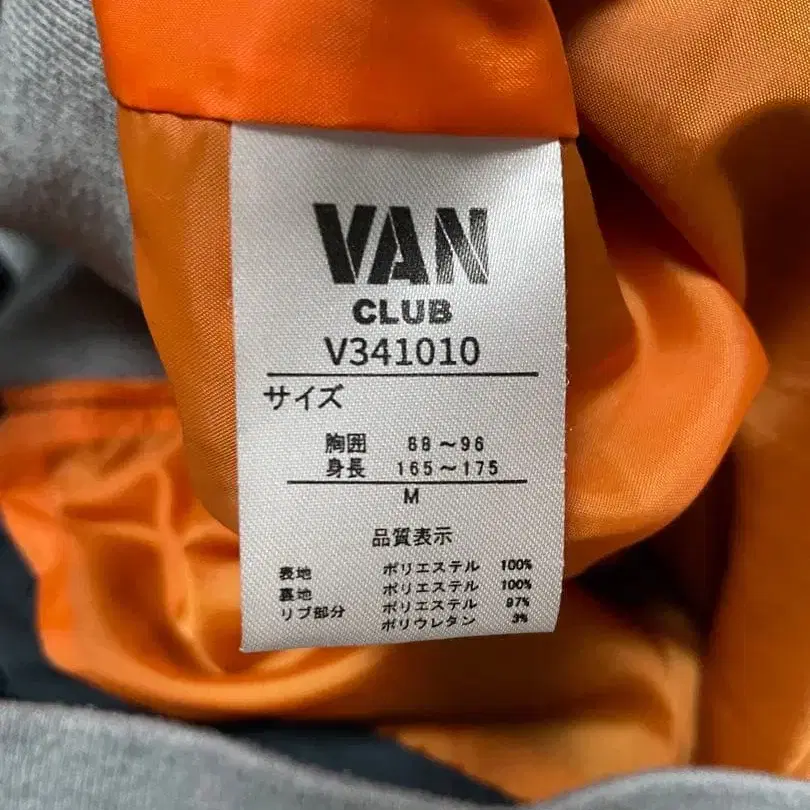 VAN
CLUB
V341010
サイズ
胸囲 88～96
身長 165～175
M
品質表示
表地 ポリエステル 100%
裏地 ポリエステル 100%
リブ部分 ポリエステル 97%
ポリウレタン 3%